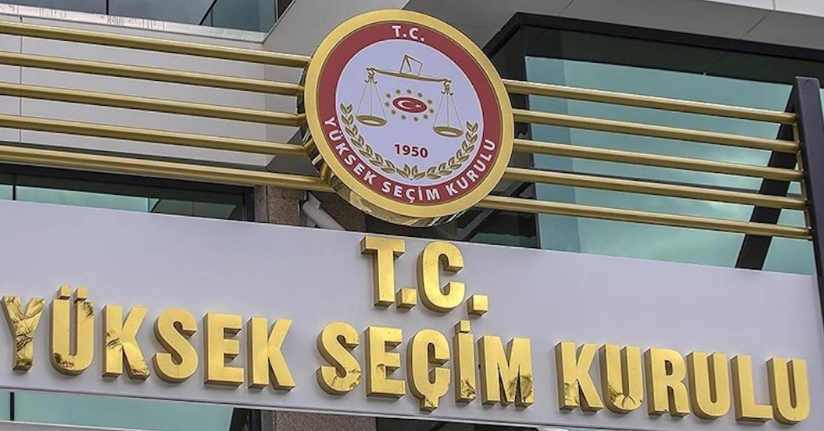 T.C.
1950
YÜKSEK SEÇİM KURULU
T.C.
YÜKSEK SEÇİM KURULU